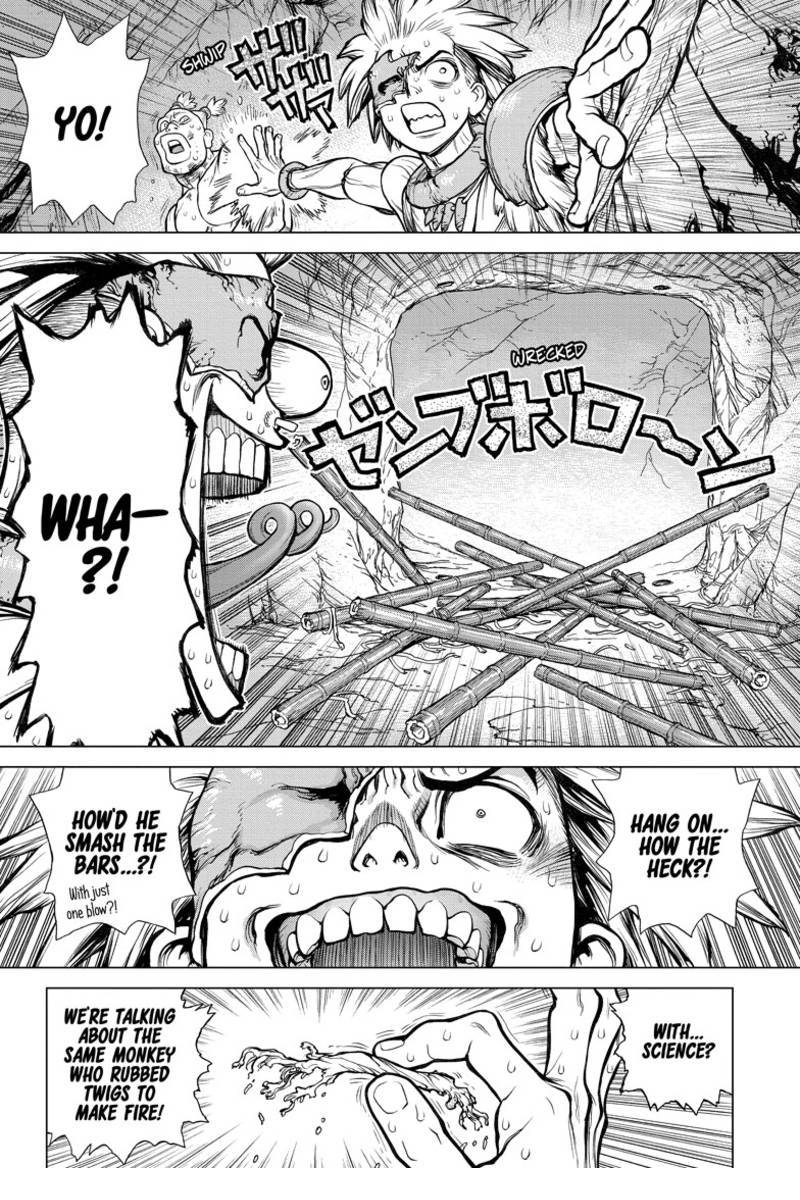 SHWIP
YO!
WRECKED
ゼンブボロ〜ン
WHA—
?!
HANG ON...
HOW THE
HECK?!
HOW'D HE
SMASH THE
BARS...?!
With just
one blow?!
WITH...
SCIENCE?
WE'RE TALKING
ABOUT THE
SAME MONKEY
WHO RUBBED
TWIGS TO
MAKE FIRE!